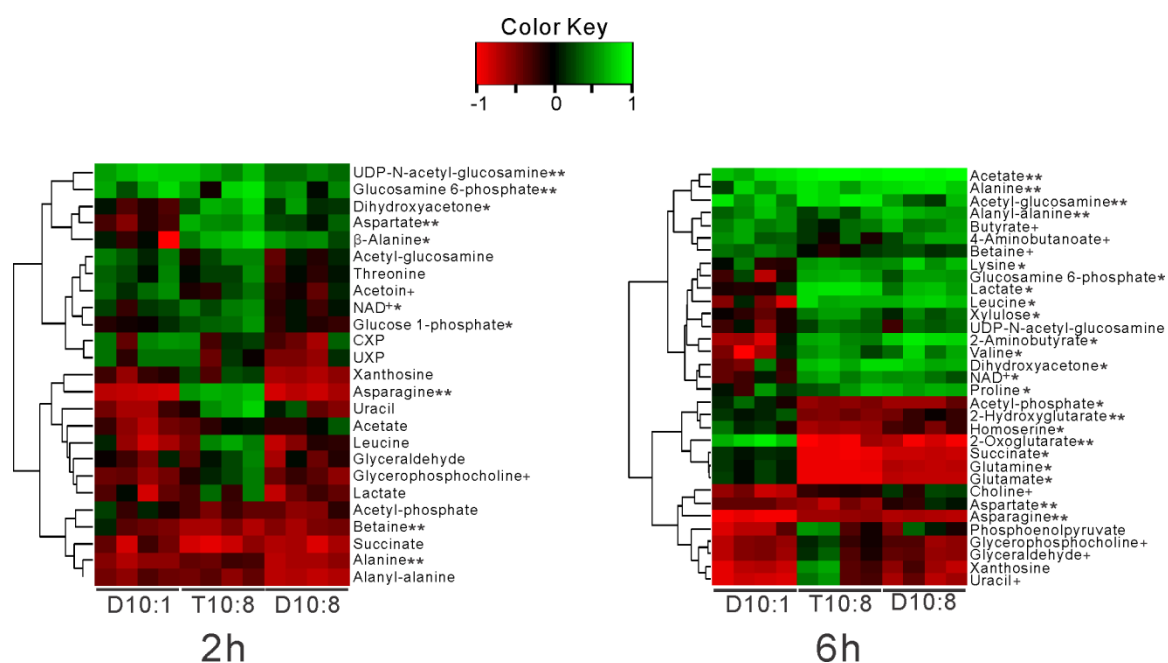 Color Key
-1 0 1
UDP-N-acetyl-glucosamine**
Glucosamine 6-phosphate**
Dihydroxyacetone*
Aspartate**
β-Alanine*
Acetyl-glucosamine
Threonine
Acetoin+
NAD+*
Glucose 1-phosphate*
CXP
UXP
Xanthosine
Asparagine**
Uracil
Acetate
Leucine
Glyceraldehyde
Glycerophosphocholine+
Lactate
Acetyl-phosphate
Betaine**
Succinate
Alanine**
Alanyl-alanine
D10:1 T10:8 D10:8
2h
Acetate**
Alanine**
Acetyl-glucosamine**
Alanyl-alanine**
Butyrate+
4-Aminobutanoate+
Betaine+
Lysine*
Glucosamine 6-phosphate*
Lactate*
Leucine*
Xylulose*
UDP-N-acetyl-glucosamine
2-Aminobutyrate*
Valine*
Dihydroxyacetone*
NAD+*
Proline*
Acetyl-phosphate*
2-Hydroxyglutarate**
Homoserine*
2-Oxoglutarate**
Succinate*
Glutamine*
Glutamate*
Choline+
Aspartate**
Asparagine**
Phosphoenolpyruvate
Glycerophosphocholine+
Glyceraldehyde+
Xanthosine
Uracil+
D10:1 T10:8 D10:8
6h